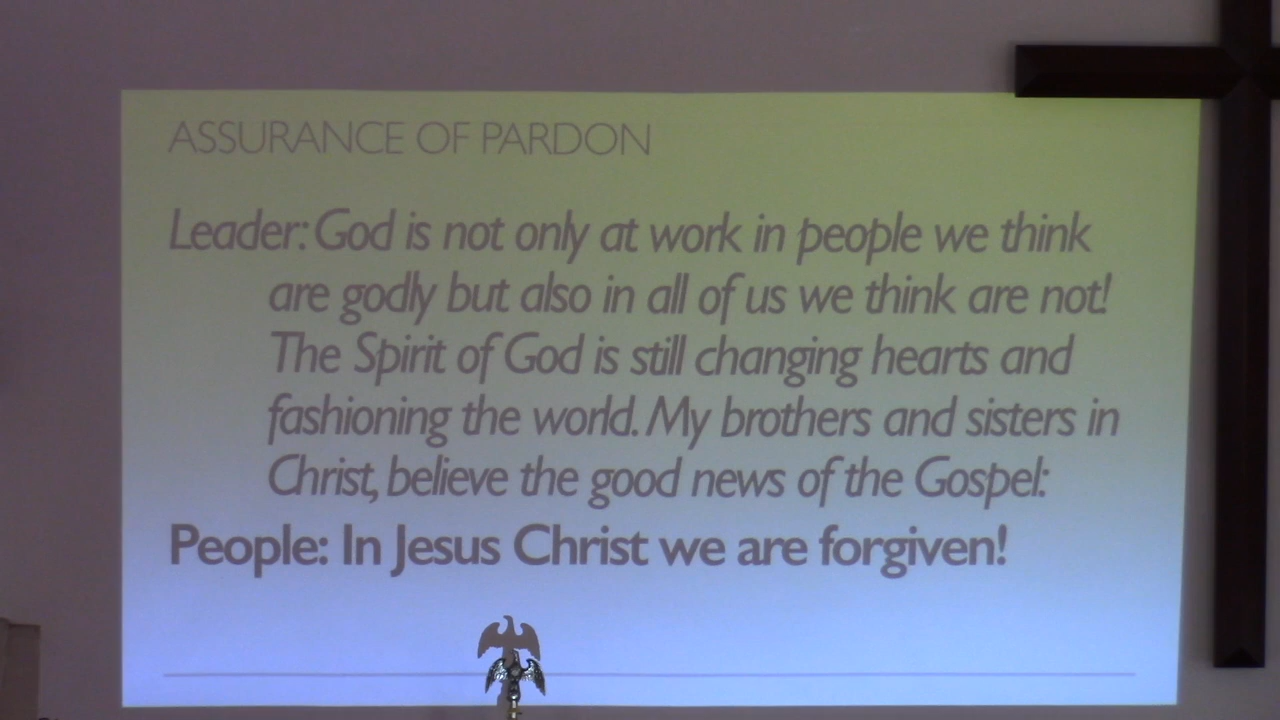 ASSURANCE OF PARDON
Leader: God is not only at work in people we think
are godly but also in all of us we think are not!
The Spirit of God is still changing hearts and
fashioning the world. My brothers and sisters in
Christ, believe the good news of the Gospel:
People: In Jesus Christ we are forgiven!